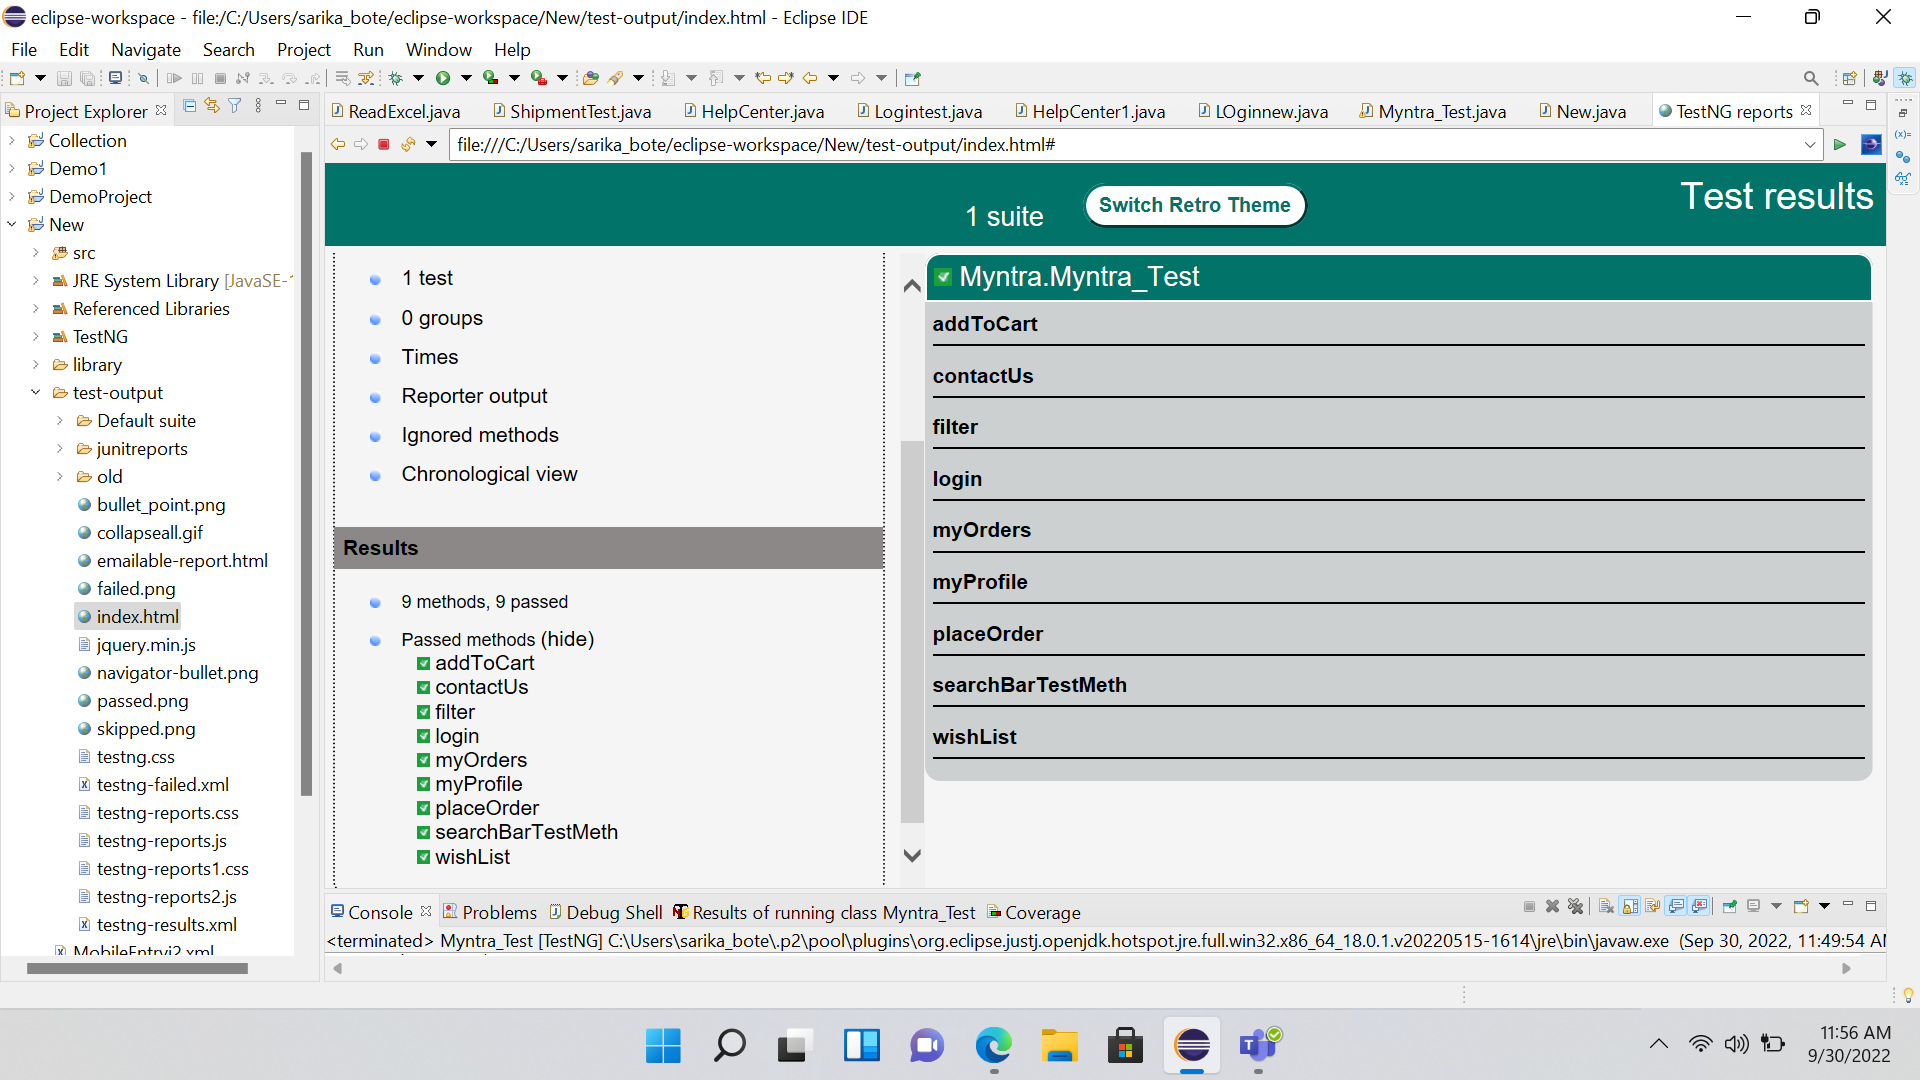 eclipse-workspace - file:/C:/Users/sarika_bote/eclipse-workspace/New/test-output/index.html - Eclipse IDE
File Edit Navigate Search Project Run Window Help
Project Explorer
ReadExcel.java ShipmentTest.java HelpCenter.java Logintest.java HelpCenter1.java LOginnew.java Myntra_Test.java New.java TestNG reports
file:///C:/Users/sarika_bote/eclipse-workspace/New/test-output/index.html#
Collection
Demo1
DemoProject
New
src
JRE System Library [JavaSE-1
Referenced Libraries
TestNG
library
test-output
Default suite
junitreports
old
bullet_point.png
collapseall.gif
emailable-report.html
failed.png
index.html
jquery.min.js
navigator-bullet.png
passed.png
skipped.png
testng.css
testng-failed.xml
testng-reports.css
testng-reports.js
testng-reports1.css
testng-reports2.js
testng-results.xml
MobileEntryi2.xml
1 suite
Switch Retro Theme
Test results
1 test
0 groups
Times
Reporter output
Ignored methods
Chronological view
Results
9 methods, 9 passed
Passed methods (hide)
addToCart
contactUs
filter
login
myOrders
myProfile
placeOrder
searchBarTestMeth
wishList
Myntra.Myntra_Test
addToCart
contactUs
filter
login
myOrders
myProfile
placeOrder
searchBarTestMeth
wishList
Console Problems Debug Shell Results of running class Myntra_Test Coverage
<terminated> Myntra_Test [TestNG] C:\Users\sarika_bote\.p2\pool\plugins\org.eclipse.justj.openjdk.hotspot.jre.full.win32.x86_64_18.0.1.v20220515-1614\jre\bin\javaw.exe (Sep 30, 2022, 11:49:54 AM
11:56 AM
9/30/2022